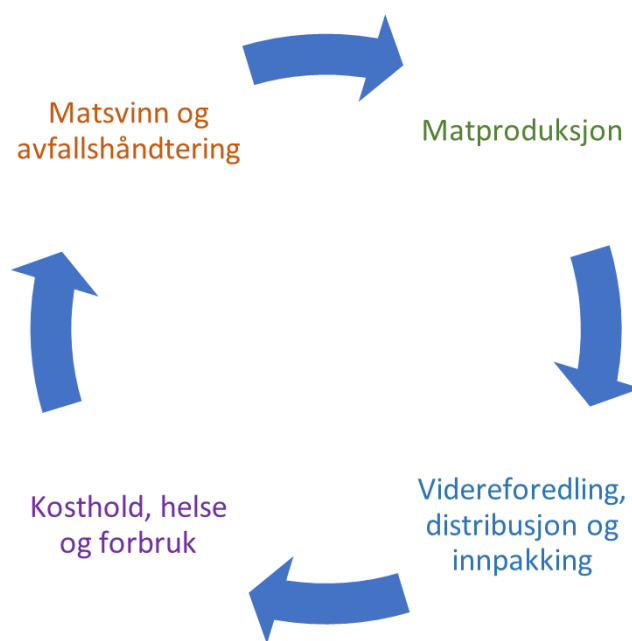 Matsvinn og
avfallshåndtering
Matproduksjon
Videreforedling,
distribusjon og
innpakking
Kosthold, helse
og forbruk